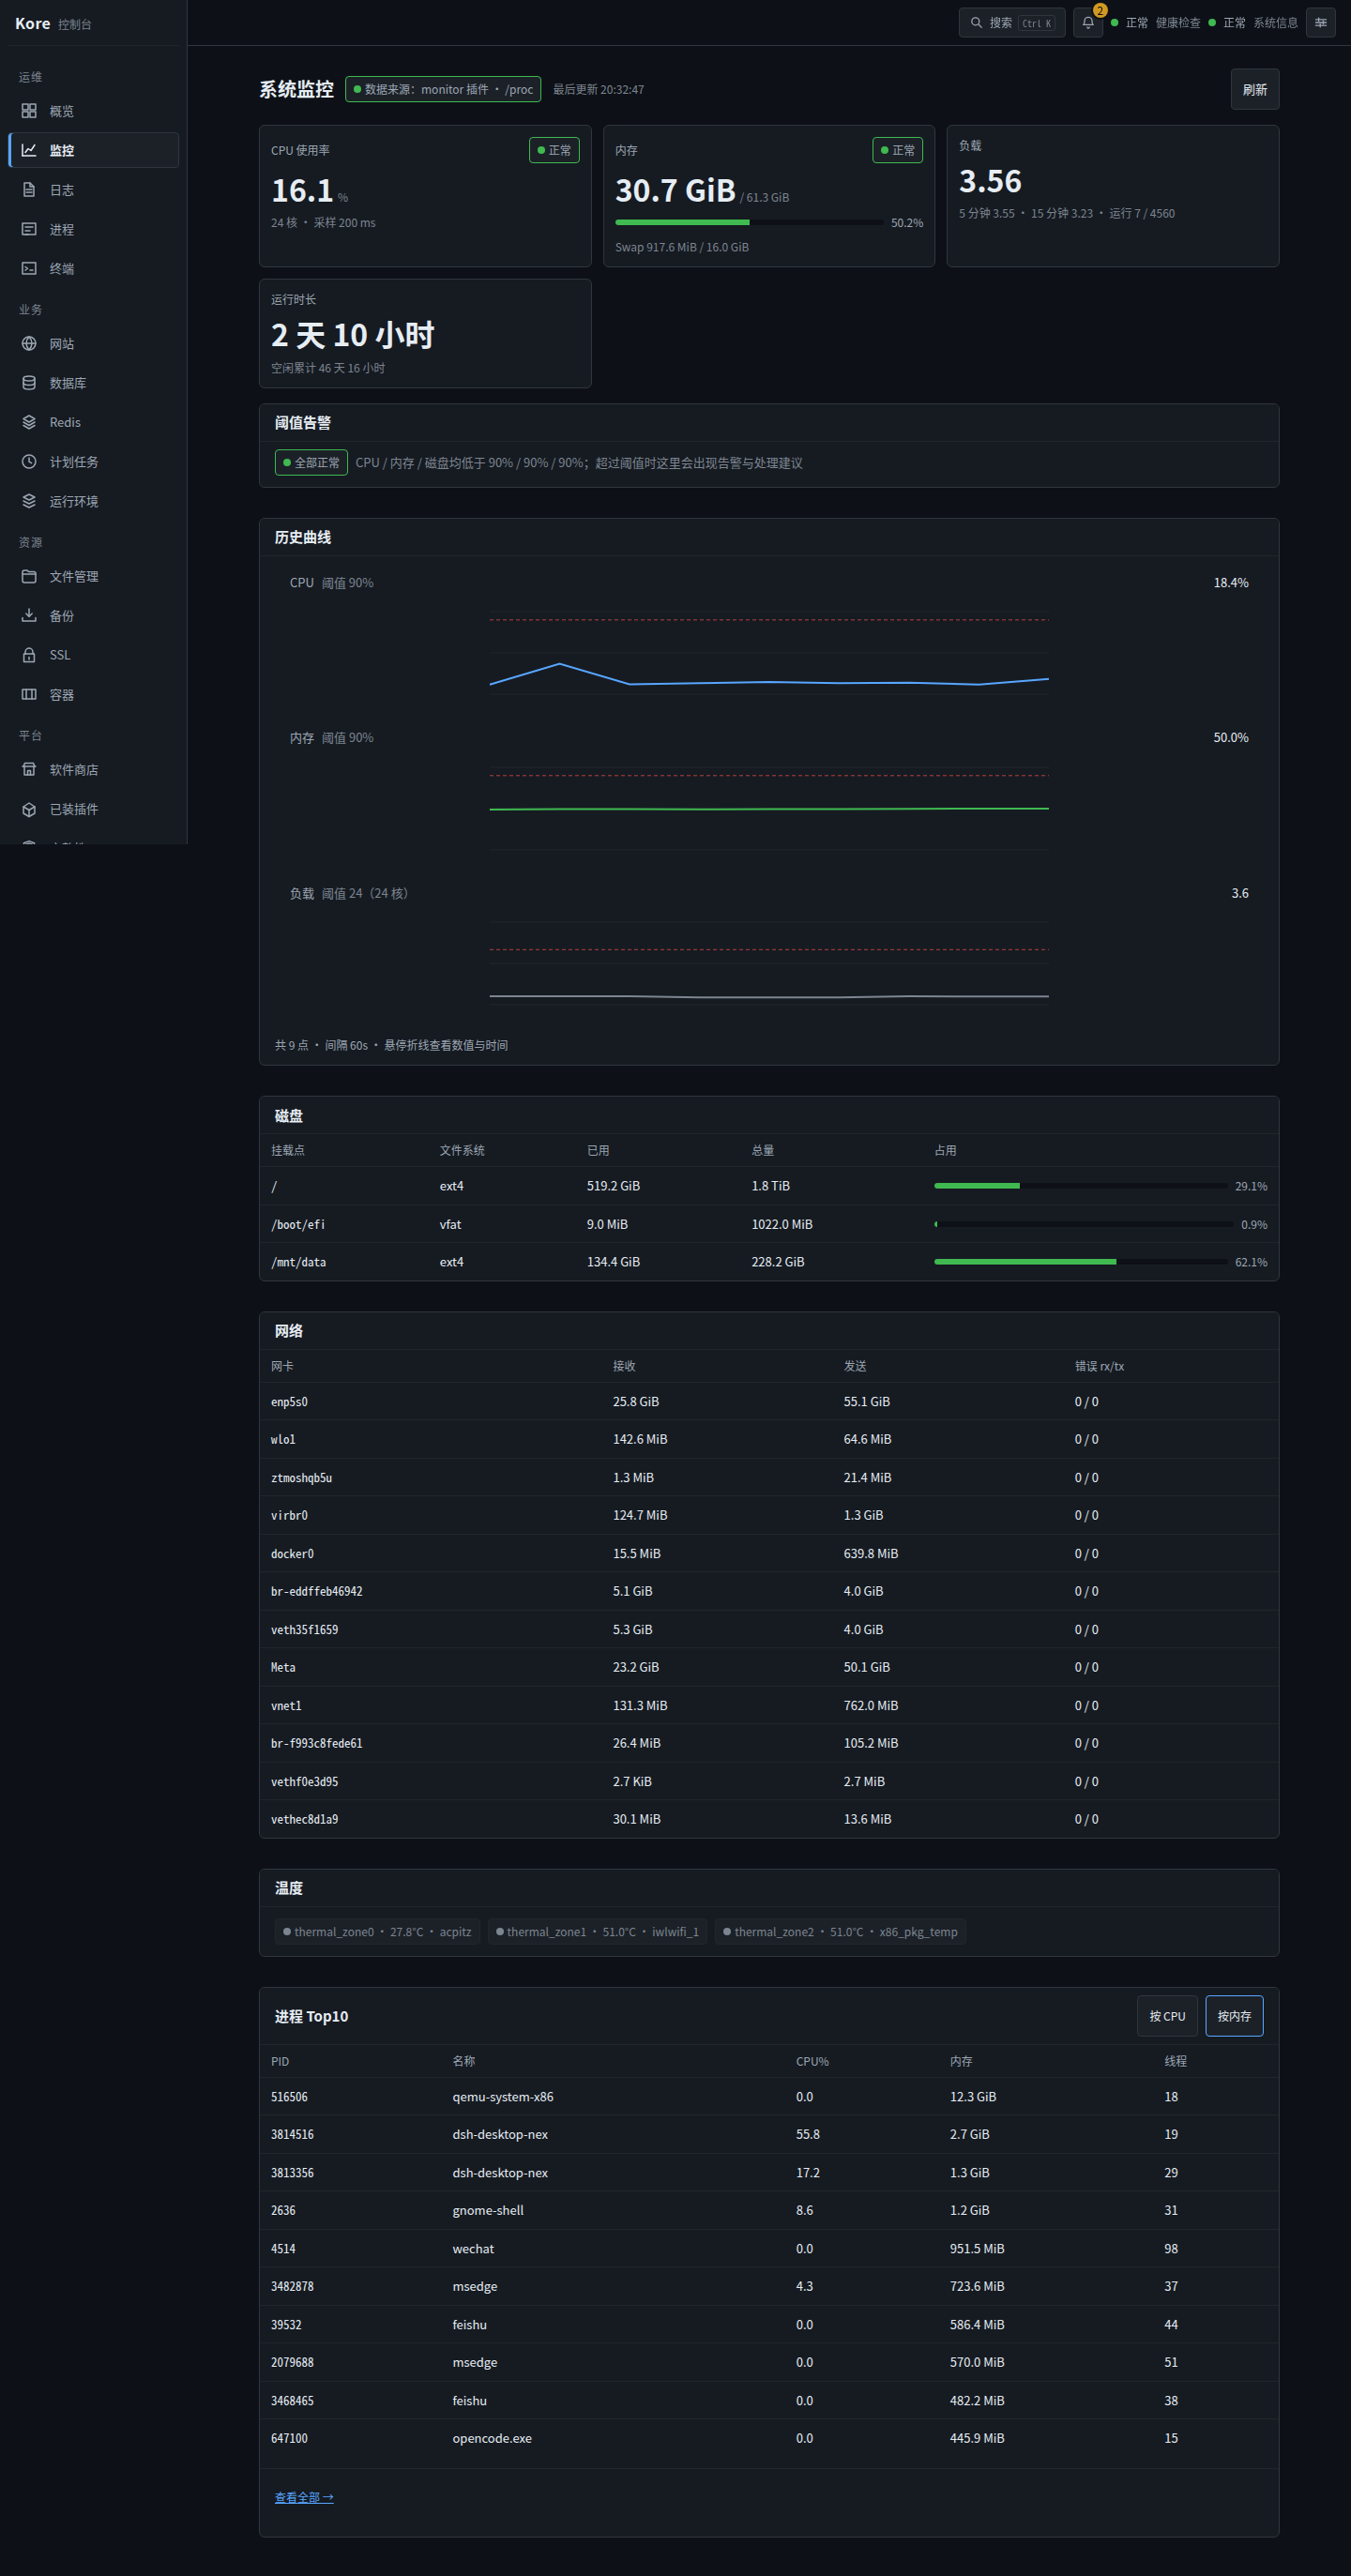 Kore 控制台
搜索 Ctrl K
2
正常 健康检查
正常 系统信息
运维
概览
监控
日志
进程
终端
业务
网站
数据库
Redis
计划任务
运行环境
资源
文件管理
备份
SSL
容器
平台
软件商店
已装插件
系统监控
数据来源：monitor 插件 · /proc
最后更新 20:32:47
刷新
CPU 使用率 正常
16.1 %
24 核 · 采样 200 ms
内存 正常
30.7 GiB / 61.3 GiB
50.2%
Swap 917.6 MiB / 16.0 GiB
负载
3.56
5 分钟 3.55 · 15 分钟 3.23 · 运行 7 / 4560
运行时长
2 天 10 小时
空闲累计 46 天 16 小时
阈值告警
全部正常 CPU / 内存 / 磁盘均低于 90% / 90% / 90%；超过阈值时这里会出现告警与处理建议
历史曲线
CPU 阈值 90% 18.4%
内存 阈值 90% 50.0%
负载 阈值 24（24 核） 3.6
共 9 点 · 间隔 60s · 悬停折线查看数值与时间
磁盘
挂载点 文件系统 已用 总量 占用
/ ext4 519.2 GiB 1.8 TiB 29.1%
/boot/efi vfat 9.0 MiB 1022.0 MiB 0.9%
/mnt/data ext4 134.4 GiB 228.2 GiB 62.1%
网络
网卡 接收 发送 错误 rx/tx
enp5s0 25.8 GiB 55.1 GiB 0 / 0
wlo1 142.6 MiB 64.6 MiB 0 / 0
ztmoshqb5u 1.3 MiB 21.4 MiB 0 / 0
virbr0 124.7 MiB 1.3 GiB 0 / 0
docker0 15.5 MiB 639.8 MiB 0 / 0
br-eddffeb46942 5.1 GiB 4.0 GiB 0 / 0
veth35f1659 5.3 GiB 4.0 GiB 0 / 0
Meta 23.2 GiB 50.1 GiB 0 / 0
vnet1 131.3 MiB 762.0 MiB 0 / 0
br-f993c8fede61 26.4 MiB 105.2 MiB 0 / 0
vethf0e3d95 2.7 KiB 2.7 MiB 0 / 0
vethec8d1a9 30.1 MiB 13.6 MiB 0 / 0
温度
thermal_zone0 · 27.8°C · acpitz
thermal_zone1 · 51.0°C · iwlwifi_1
thermal_zone2 · 51.0°C · x86_pkg_temp
进程 Top10 按 CPU 按内存
PID 名称 CPU% 内存 线程
516506 qemu-system-x86 0.0 12.3 GiB 18
3814516 dsh-desktop-nex 55.8 2.7 GiB 19
3813356 dsh-desktop-nex 17.2 1.3 GiB 29
2636 gnome-shell 8.6 1.2 GiB 31
4514 wechat 0.0 951.5 MiB 98
3482878 msedge 4.3 723.6 MiB 37
39532 feishu 0.0 586.4 MiB 44
2079688 msedge 0.0 570.0 MiB 51
3468465 feishu 0.0 482.2 MiB 38
647100 opencode.exe 0.0 445.9 MiB 15
查看全部 →